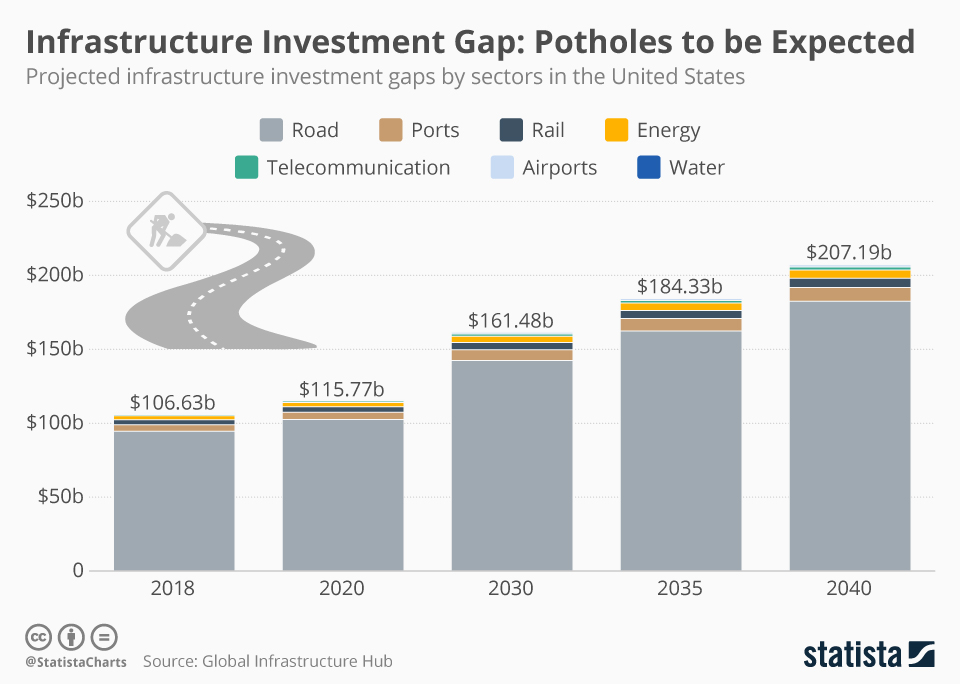 Infrastructure Investment Gap: Potholes to be Expected
Projected infrastructure investment gaps by sectors in the United States
Road Ports Rail Energy
Telecommunication Airports Water
$250b
$200b
$150b
$100b
$50b
0
$106.63b
$115.77b
$161.48b
$184.33b
$207.19b
2018 2020 2030 2035 2040
cc
@StatistaCharts Source: Global Infrastructure Hub
statista